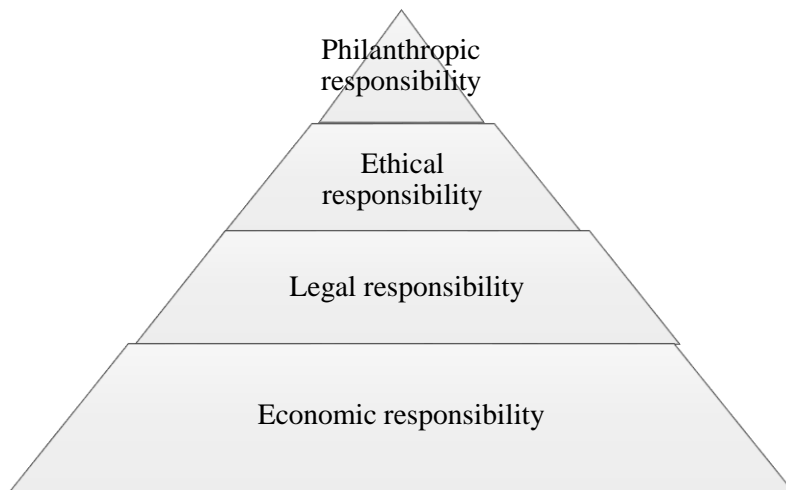 Philanthropic
responsibility
Ethical
responsibility
Legal responsibility
Economic responsibility